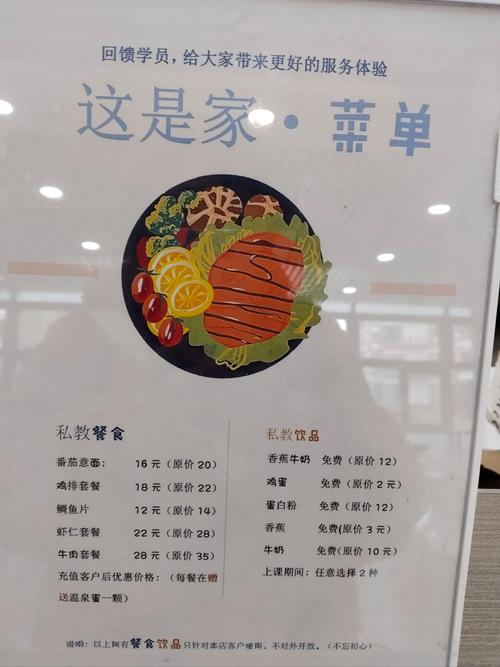 回馈学员，给大家带来更好的服务体验
这是家·菜单
私教餐食
番茄意面： 16 元（原价 20）
鸡排套餐 18 元（原价 22）
鲷鱼片 12 元（原价 14）
虾仁套餐 22 元（原价 28）
牛肉套餐 28 元（原价 35）
充值客户后优惠价格：（每餐在赠
送温泉蛋一颗）
私教饮品
香蕉牛奶 免费（原价 12）
鸡蛋 免费（原价 2 元）
蛋白粉 免费（原价 12）
香蕉 免费(原价 3 元）
牛奶 免费（原价 10 元）
上课期间：任意选择 2 种
说明：以上所有餐食饮品只针对本店客户使用，不对外开放。（不忘初心）